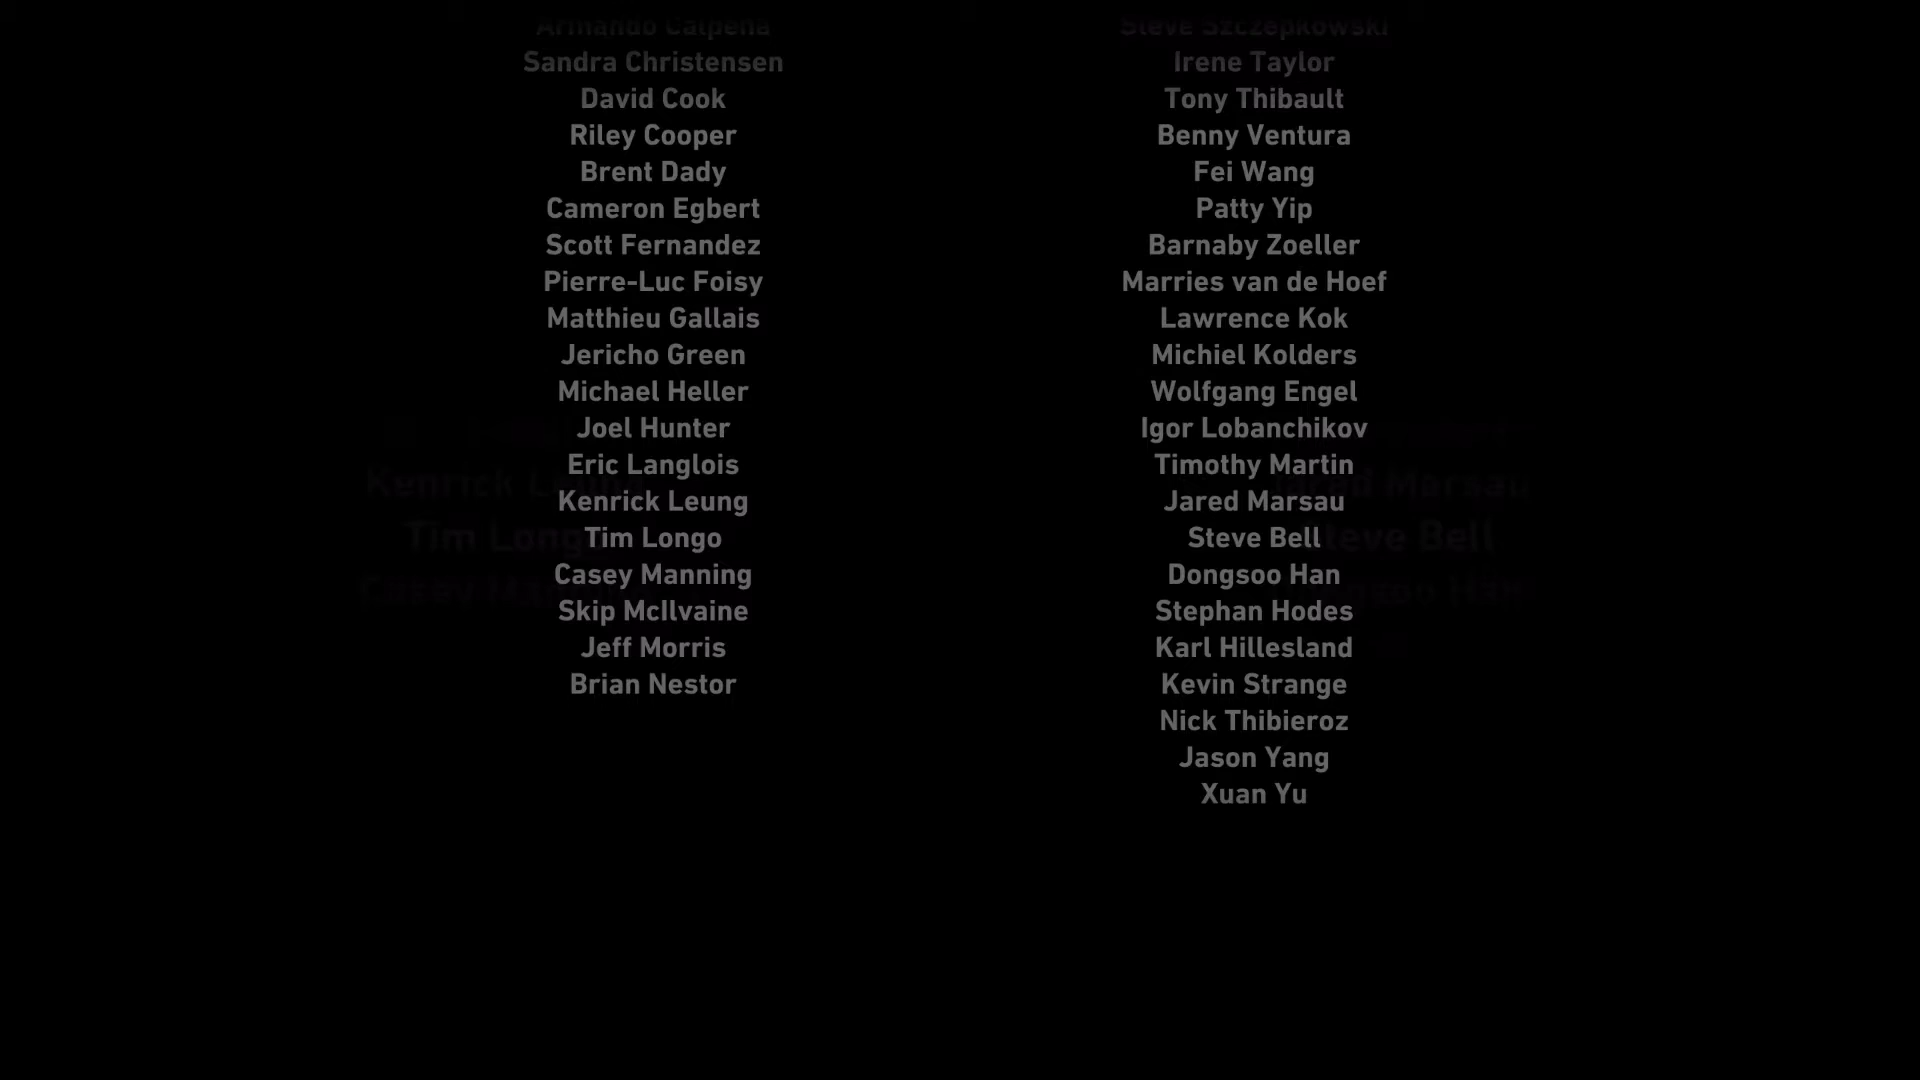 Armando Calpena
Sandra Christensen
David Cook
Riley Cooper
Brent Dady
Cameron Egbert
Scott Fernandez
Pierre-Luc Foisy
Matthieu Gallais
Jericho Green
Michael Heller
Joel Hunter
Eric Langlois
Kenrick Leung
Tim Longo
Casey Manning
Skip McIlvaine
Jeff Morris
Brian Nestor
Steve Szczepkowski
Irene Taylor
Tony Thibault
Benny Ventura
Fei Wang
Patty Yip
Barnaby Zoeller
Marries van de Hoef
Lawrence Kok
Michiel Kolders
Wolfgang Engel
Igor Lobanchikov
Timothy Martin
Jared Marsau
Steve Bell
Dongsoo Han
Stephan Hodes
Karl Hillesland
Kevin Strange
Nick Thibieroz
Jason Yang
Xuan Yu